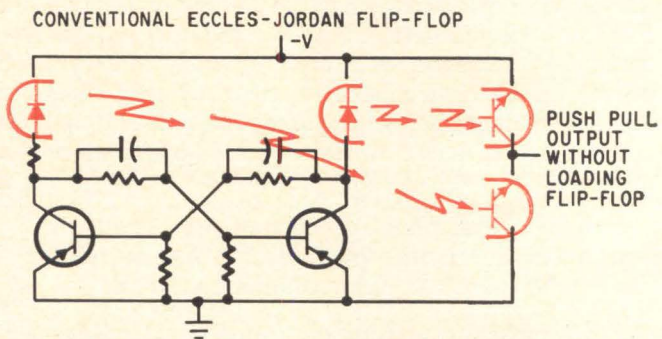 CONVENTIONAL ECCLES-JORDAN FLIP-FLOP
-V
PUSH PULL
OUTPUT
WITHOUT
LOADING
FLIP-FLOP